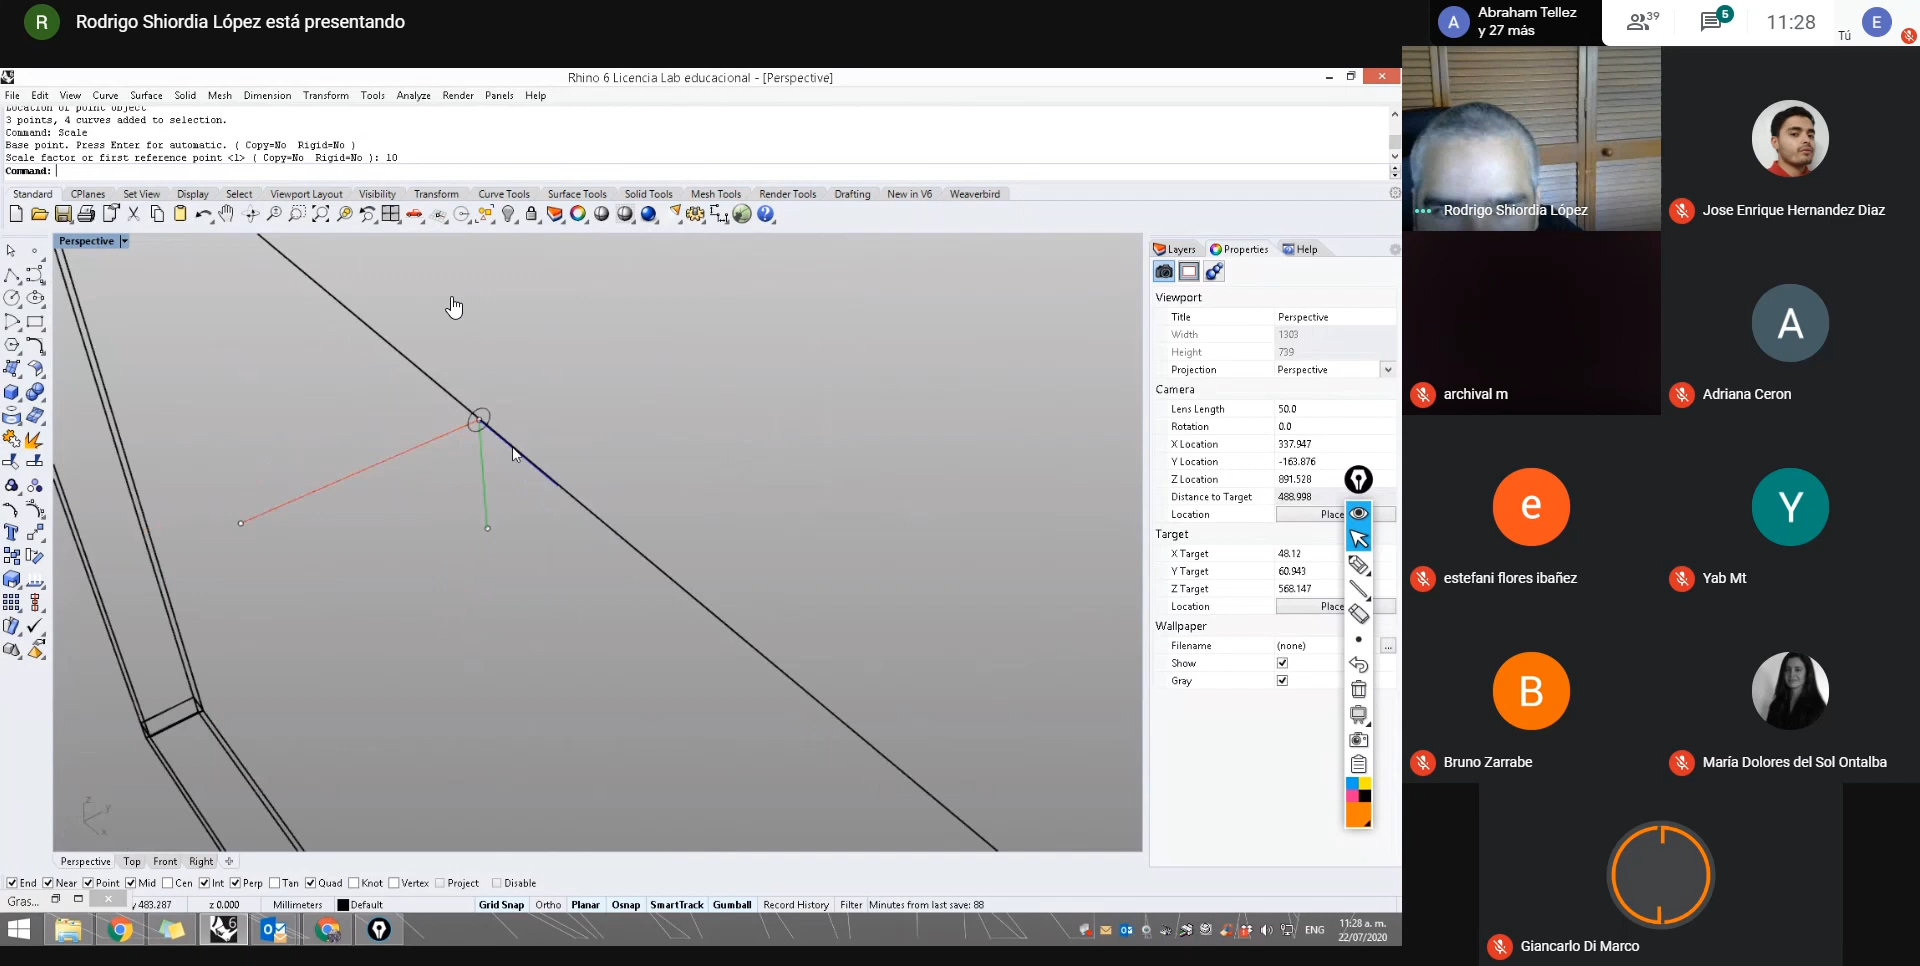 R
Rodrigo Shiordia López está presentando
A
Abraham Tellez
y 27 más
39
5
11:28
Tú
E
Rhino 6 Licencia Lab educacional - [Perspective]
File Edit View Curve Surface Solid Mesh Dimension Transform Tools Analyze Render Panels Help
Location of point object
3 points, 4 curves added to selection.
Command: Scale
Base point. Press Enter for automatic. ( Copy=No Rigid=No )
Scale factor or first reference point <1> ( Copy=No Rigid=No ): 10
Command:
Standard CPlanes Set View Display Select Viewport Layout Visibility Transform Curve Tools Surface Tools Solid Tools Mesh Tools Render Tools Drafting New in V6 Weaverbird
Perspective
Layers Properties Help
Viewport
Title Perspective
Width 1303
Height 739
Projection Perspective
Camera
Lens Length 50.0
Rotation 0.0
X Location 337.947
Y Location -163.876
Z Location 891.528
Distance to Target 488.998
Location Place
Target
X Target 48.12
Y Target 60.943
Z Target 568.147
Location Place
Wallpaper
Filename (none) ...
Show
Gray
z
y
x
Perspective Top Front Right
End Near Point Mid Cen Int Perp Tan Quad Knot Vertex Project Disable
Gras... y 483.287 z 0.000 Millimeters Default Grid Snap Ortho Planar Osnap SmartTrack Gumball Record History Filter Minutes from last save: 88
6
ENG
11:28 a. m.
22/07/2020
Rodrigo Shiordia López
Jose Enrique Hernandez Diaz
archival m
A
Adriana Ceron
e
estefani flores ibañez
Y
Yab Mt
B
Bruno Zarrabe
María Dolores del Sol Ontalba
Giancarlo Di Marco